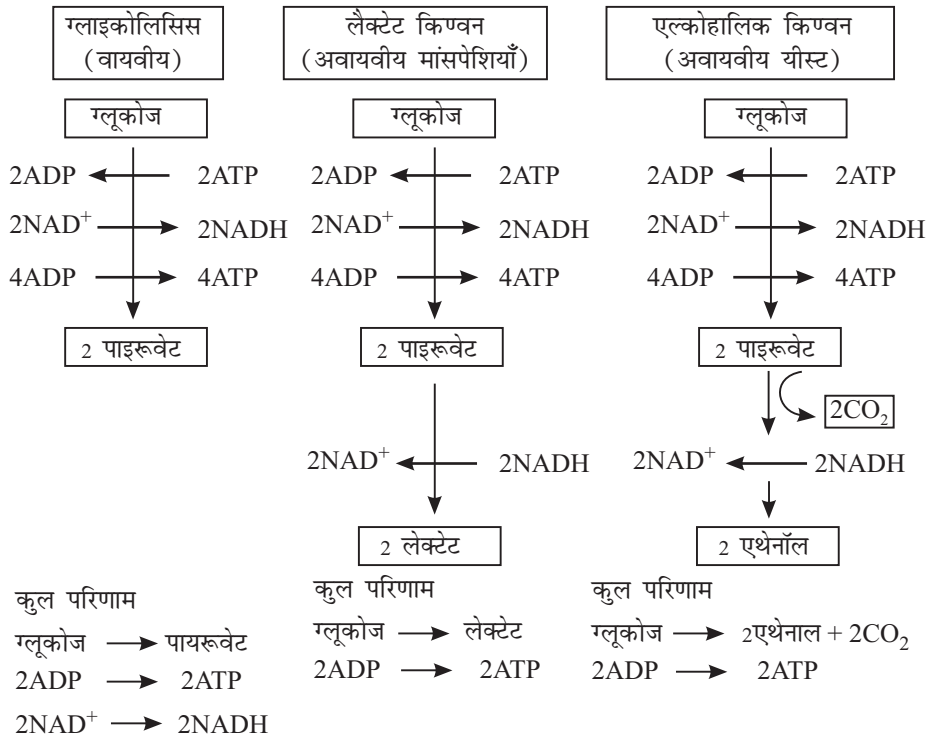 ग्लाइकोलिसिस
(वायवीय)
ग्लूकोज
2ADP ← 2ATP
2NAD⁺ → 2NADH
4ADP → 4ATP
2 पाइरूवेट
कुल परिणाम
ग्लूकोज → पायरूवेट
2ADP → 2ATP
2NAD⁺ → 2NADH
लैक्टेट किण्वन
(अवायवीय मांसपेशियाँ)
ग्लूकोज
2ADP ← 2ATP
2NAD⁺ → 2NADH
4ADP → 4ATP
2 पाइरूवेट
2NAD⁺ ← 2NADH
2 लेक्टेट
कुल परिणाम
ग्लूकोज → लेक्टेट
2ADP → 2ATP
एल्कोहालिक किण्वन
(अवायवीय यीस्ट)
ग्लूकोज
2ADP ← 2ATP
2NAD⁺ → 2NADH
4ADP → 4ATP
2 पाइरूवेट
2CO₂
2NAD⁺ ← 2NADH
2 एथेनॉल
कुल परिणाम
ग्लूकोज → 2एथेनाल + 2CO₂
2ADP → 2ATP